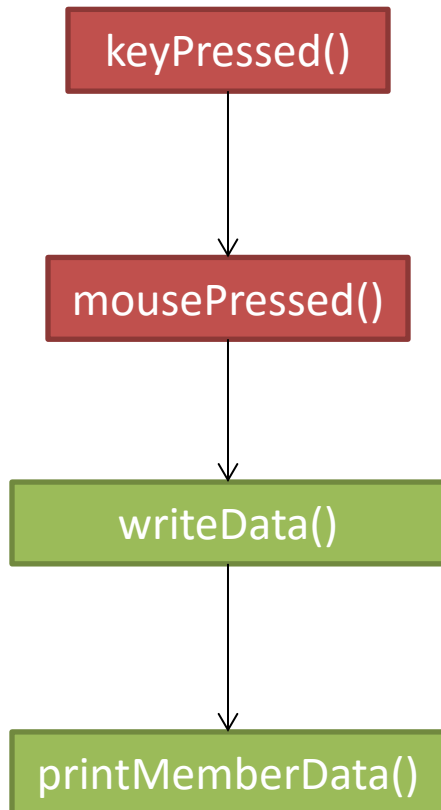 keyPressed()
mousePressed()
writeData()
printMemberData()